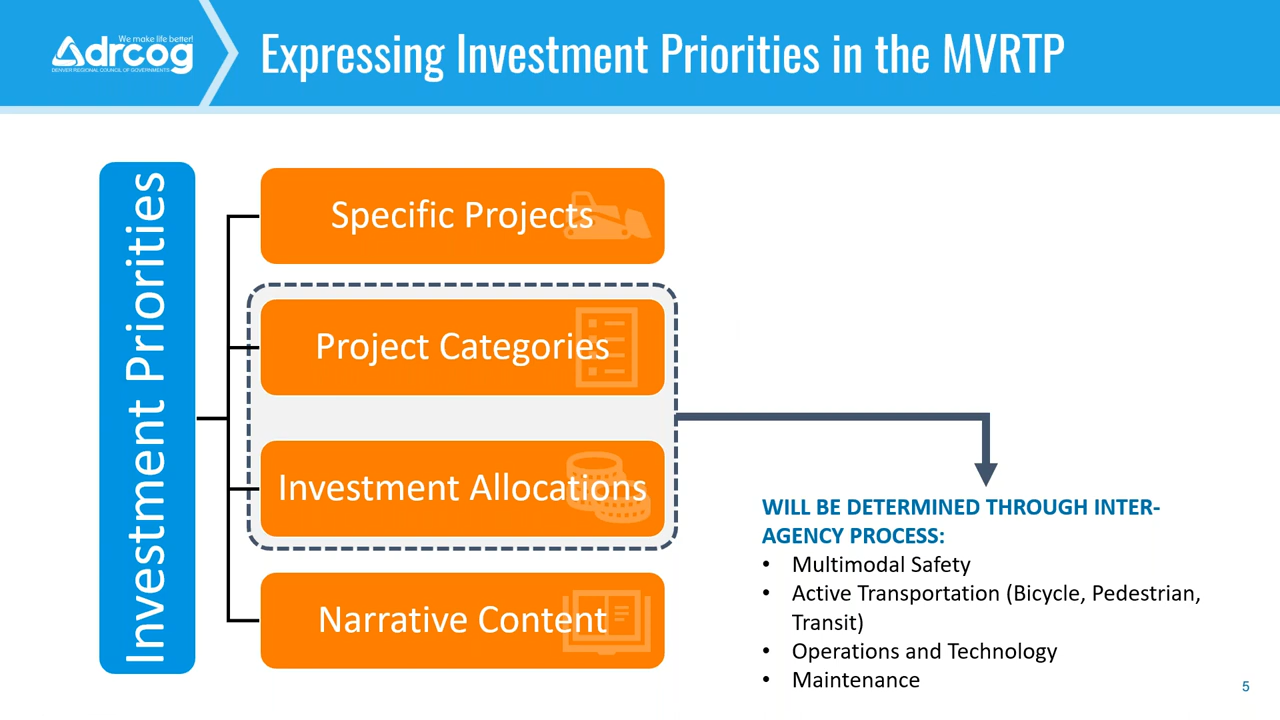 We make life better!
drcog
DENVER REGIONAL COUNCIL OF GOVERNMENTS
Expressing Investment Priorities in the MVRTP
Investment Priorities
Specific Projects
Project Categories
Investment Allocations
Narrative Content
WILL BE DETERMINED THROUGH INTER-
AGENCY PROCESS:
• Multimodal Safety
• Active Transportation (Bicycle, Pedestrian,
Transit)
• Operations and Technology
• Maintenance
5